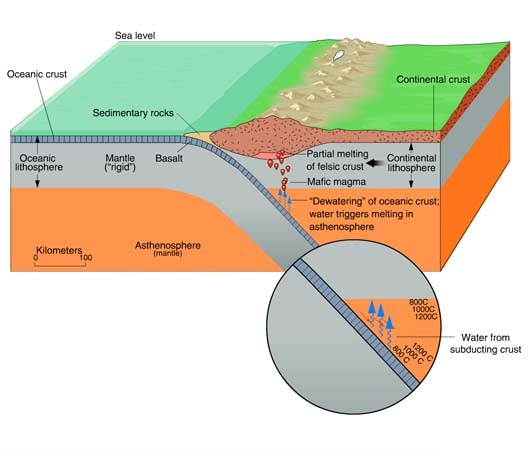 Sea level
Oceanic crust
Continental crust
Sedimentary rocks
Oceanic
lithosphere
Mantle
("rigid")
Basalt
Partial melting
of felsic crust
Continental
lithosphere
Mafic magma
"Dewatering" of oceanic crust;
water triggers melting in
asthenosphere
Kilometers
0 100
Asthenosphere
(mantle)
800C
1000C
1200C
1200 C
1000 C
800 C
Water from
subducting crust